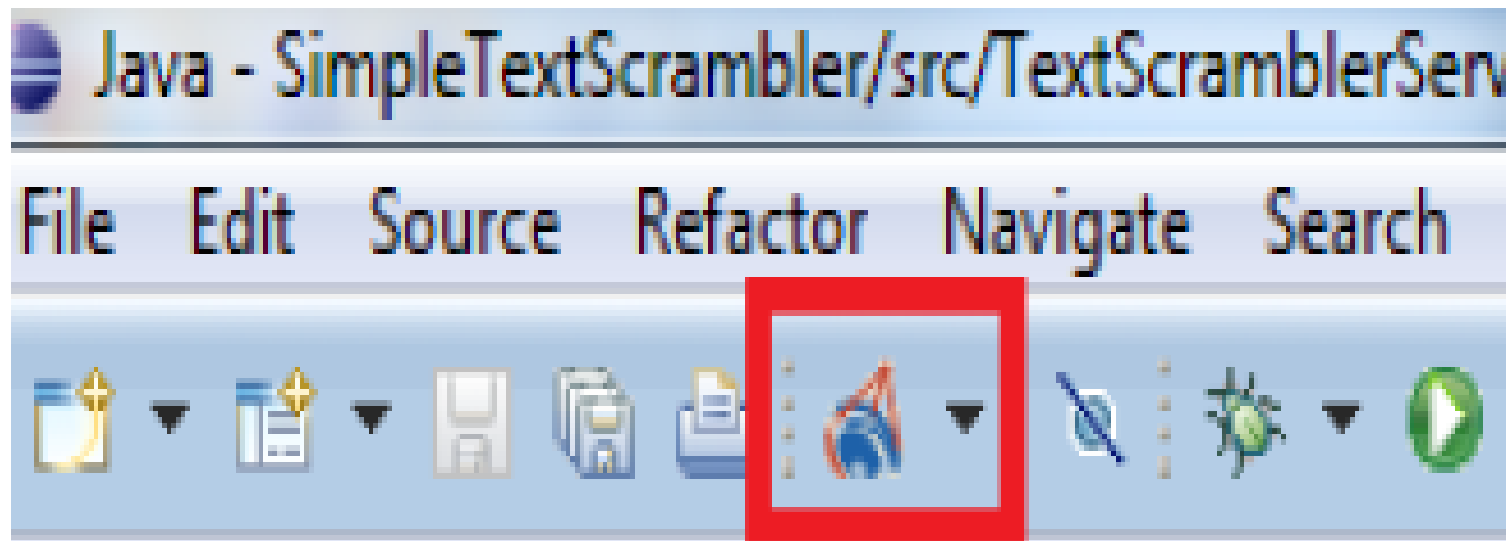 Java - SimpleTextScrambler/src/TextScramblerServ
File Edit Source Refactor Navigate Search